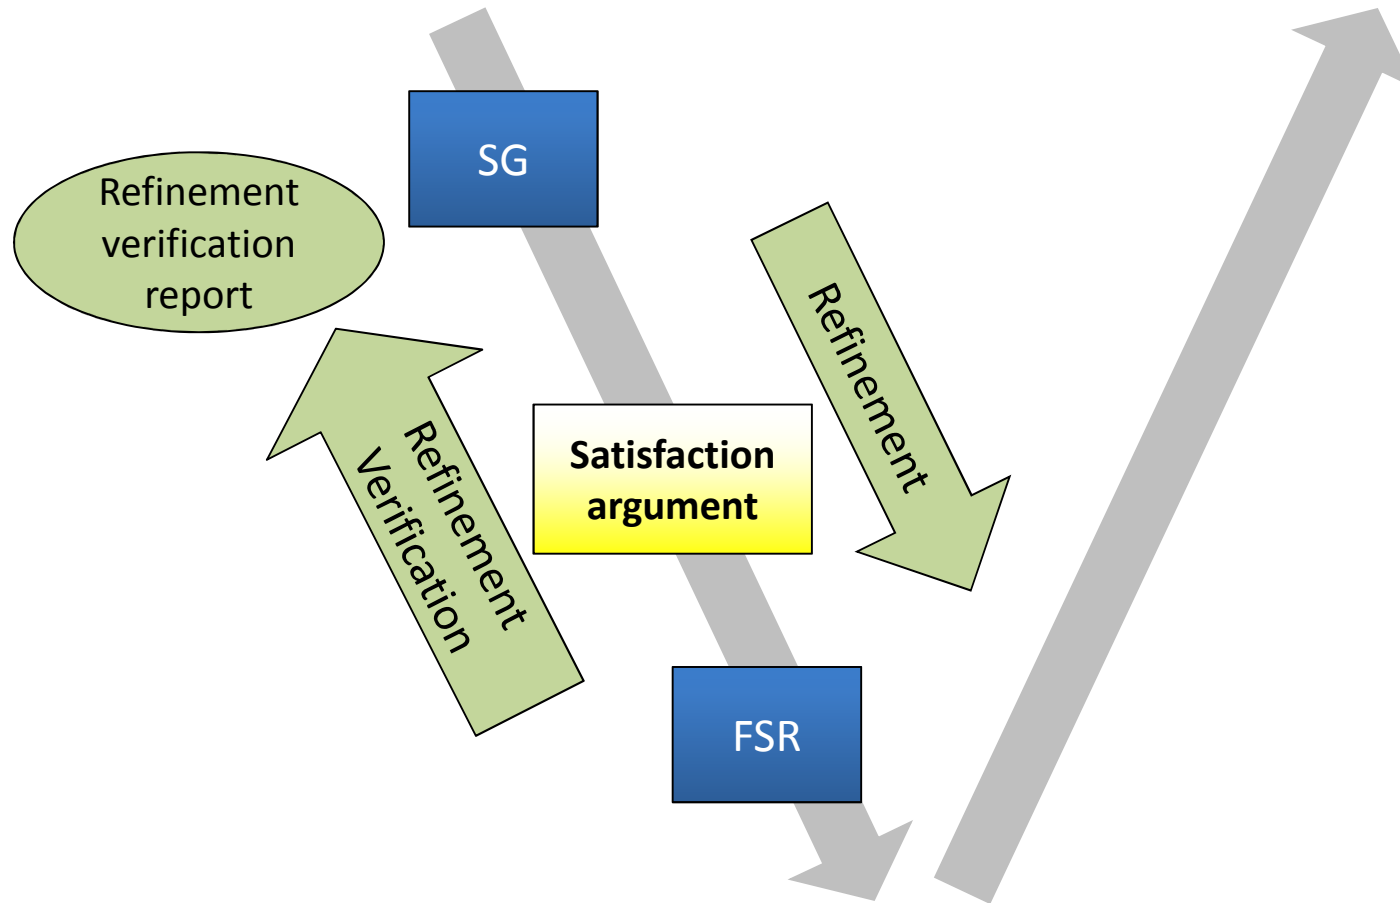 SG
Refinement
verification
report
Refinement
Refinement
Verification
Satisfaction
argument
FSR